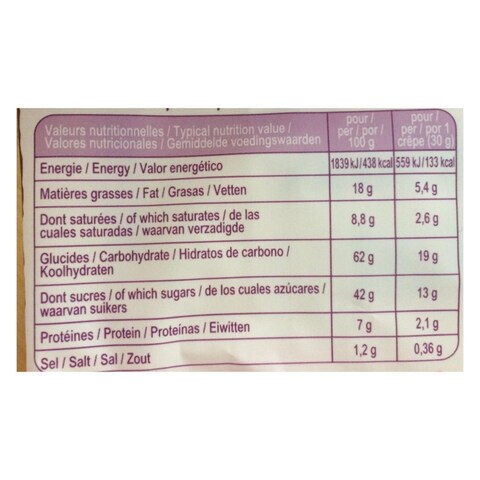 Valeurs nutritionnelles / Typical nutrition value /
Valores nutricionales / Gemiddelde voedingswaarden
pour /
per / por /
100 g
pour /
per / por 1
crêpe (30 g)
Energie / Energy / Valor energético 1839 kJ/438 kcal 559 kJ/133 kcal
Matières grasses / Fat / Grasas / Vetten 18 g 5,4 g
Dont saturées / of which saturates / de las
cuales saturadas / waarvan verzadigde 8,8 g 2,6 g
Glucides / Carbohydrate / Hidratos de carbono /
Koolhydraten 62 g 19 g
Dont sucres / of which sugars / de los cuales azúcares /
waarvan suikers 42 g 13 g
Protéines / Protein / Proteinas / Eiwitten 7 g 2,1 g
Sel / Salt / Sal / Zout 1,2 g 0,36 g